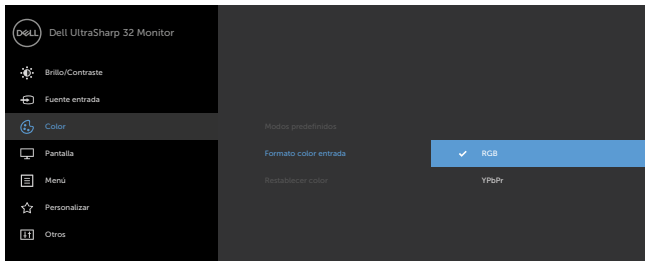 DELL Dell UltraSharp 32 Monitor
Brillo/Contraste
Fuente entrada
Color
Modos predefinidos
Pantalla
Formato color entrada
RGB
Menú
Restablecer color
YPbPr
Personalizar
Otros